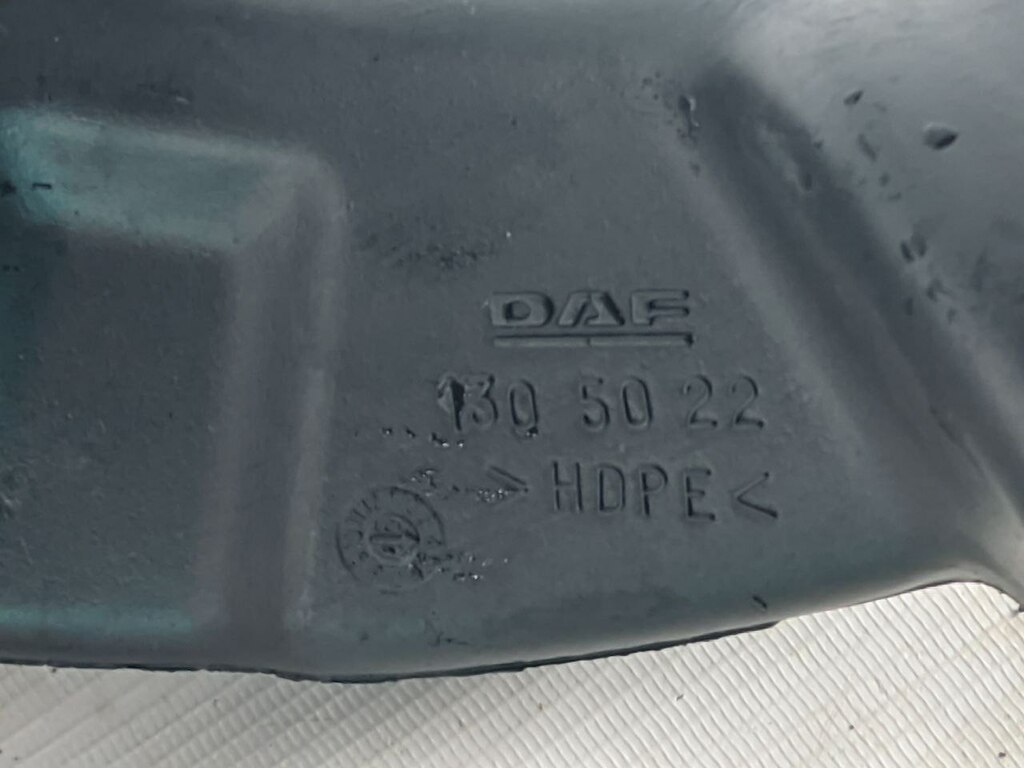 DAF
130 50 22
> HDPE <